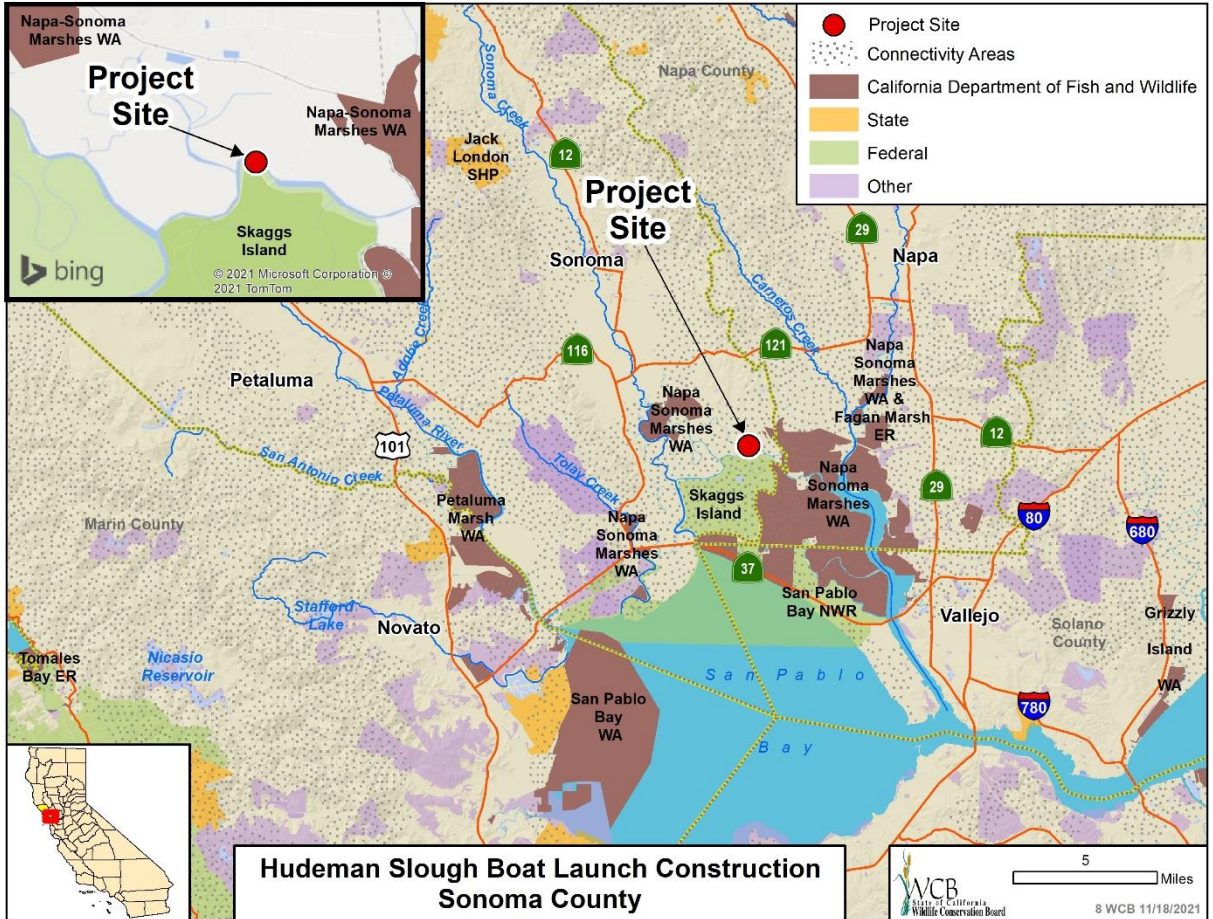 Napa-Sonoma
Marshes WA
Project
Site
Napa-Sonoma
Marshes WA
Skaggs
Island
bing
© 2021 Microsoft Corporation ©
2021 TomTom
Project Site
Connectivity Areas
California Department of Fish and Wildlife
State
Federal
Other
Sonoma Creek
Napa County
Jack
London
SHP
12
Project
Site
29
Napa
Sonoma
Carneros Creek
Adobe Creek
116
121
Petaluma
Petaluma River
101
Napa
Sonoma
Marshes
WA &
Fagan Marsh
ER
Napa
Sonoma
Marshes
WA
12
San Antonio Creek
Tolay Creek
Napa
Sonoma
Marshes
WA
29
80
680
Skaggs
Island
Petaluma
Marsh
WA
Marin County
Napa
Sonoma
Marshes
WA
37
San Pablo
Bay NWR
Vallejo
Solano
County
Grizzly
Island
WA
Stafford
Lake
Novato
Tomales
Bay ER
Nicasio
Reservoir
San Pablo
Bay
San Pablo
Bay
WA
780
Hudeman Slough Boat Launch Construction
Sonoma County
WCB
State of California
Wildlife Conservation Board
5
Miles
8 WCB 11/18/2021